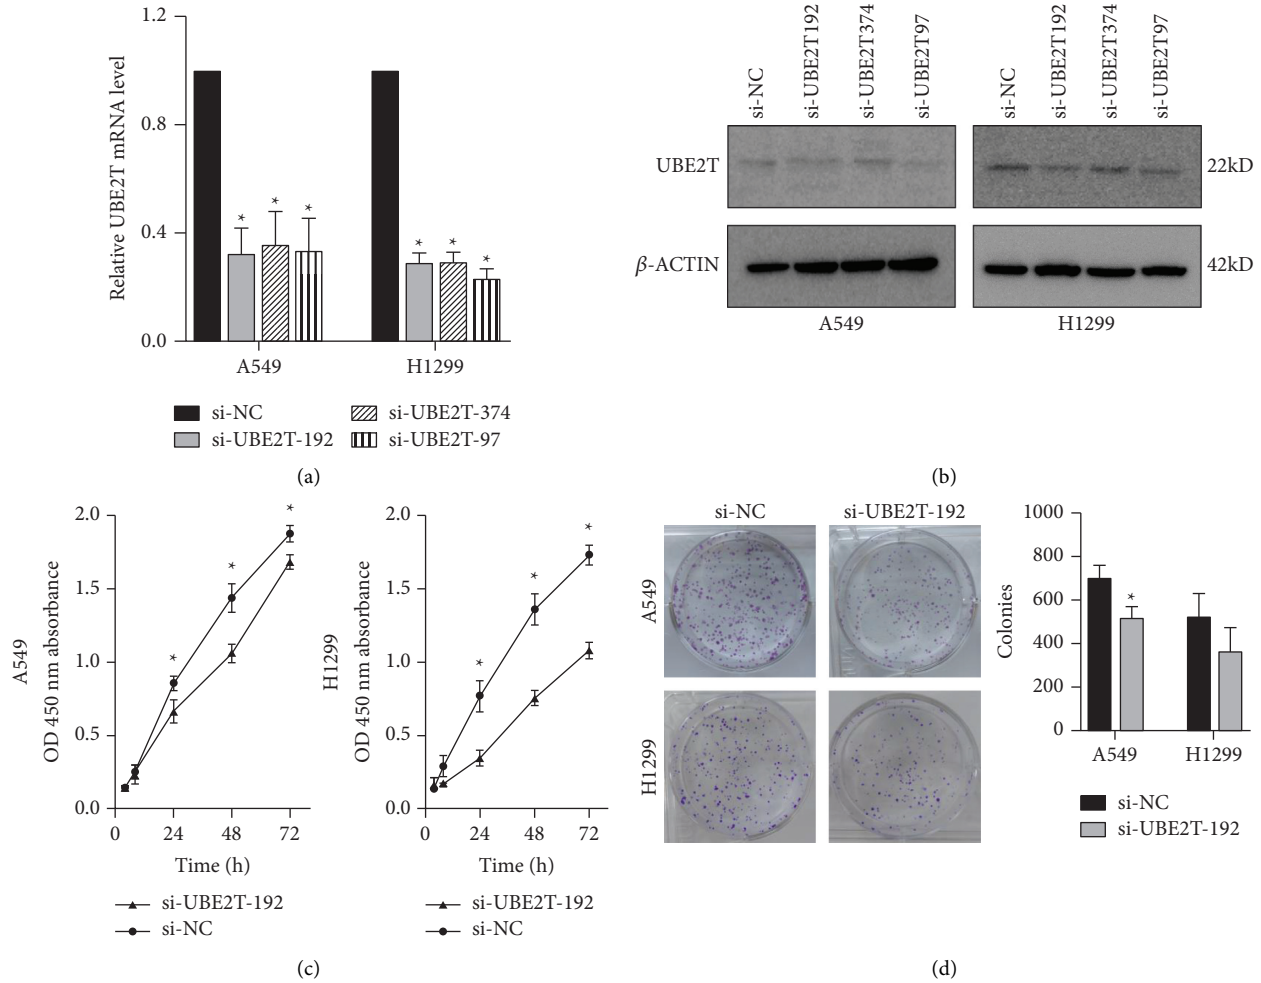 Relative UBE2T mRNA level
1.2
0.8
0.4
0.0
* * * * * *
A549 H1299
si-NC si-UBE2T-374
si-UBE2T-192 si-UBE2T-97
(a)
si-NC si-UBE2T192 si-UBE2T374 si-UBE2T97 si-NC si-UBE2T192 si-UBE2T374 si-UBE2T97
UBE2T 22kD
β-ACTIN 42kD
A549 H1299
(b)
A549
OD 450 nm absorbance
2.0
1.5
1.0
0.5
0.0
* * *
0 24 48 72
Time (h)
si-UBE2T-192
si-NC
H1299
OD 450 nm absorbance
2.0
1.5
1.0
0.5
0.0
* * *
0 24 48 72
Time (h)
si-UBE2T-192
si-NC
(c)
si-NC si-UBE2T-192
A549
H1299
Colonies
1000
800
600
400
200
0
*
A549 H1299
si-NC
si-UBE2T-192
(d)